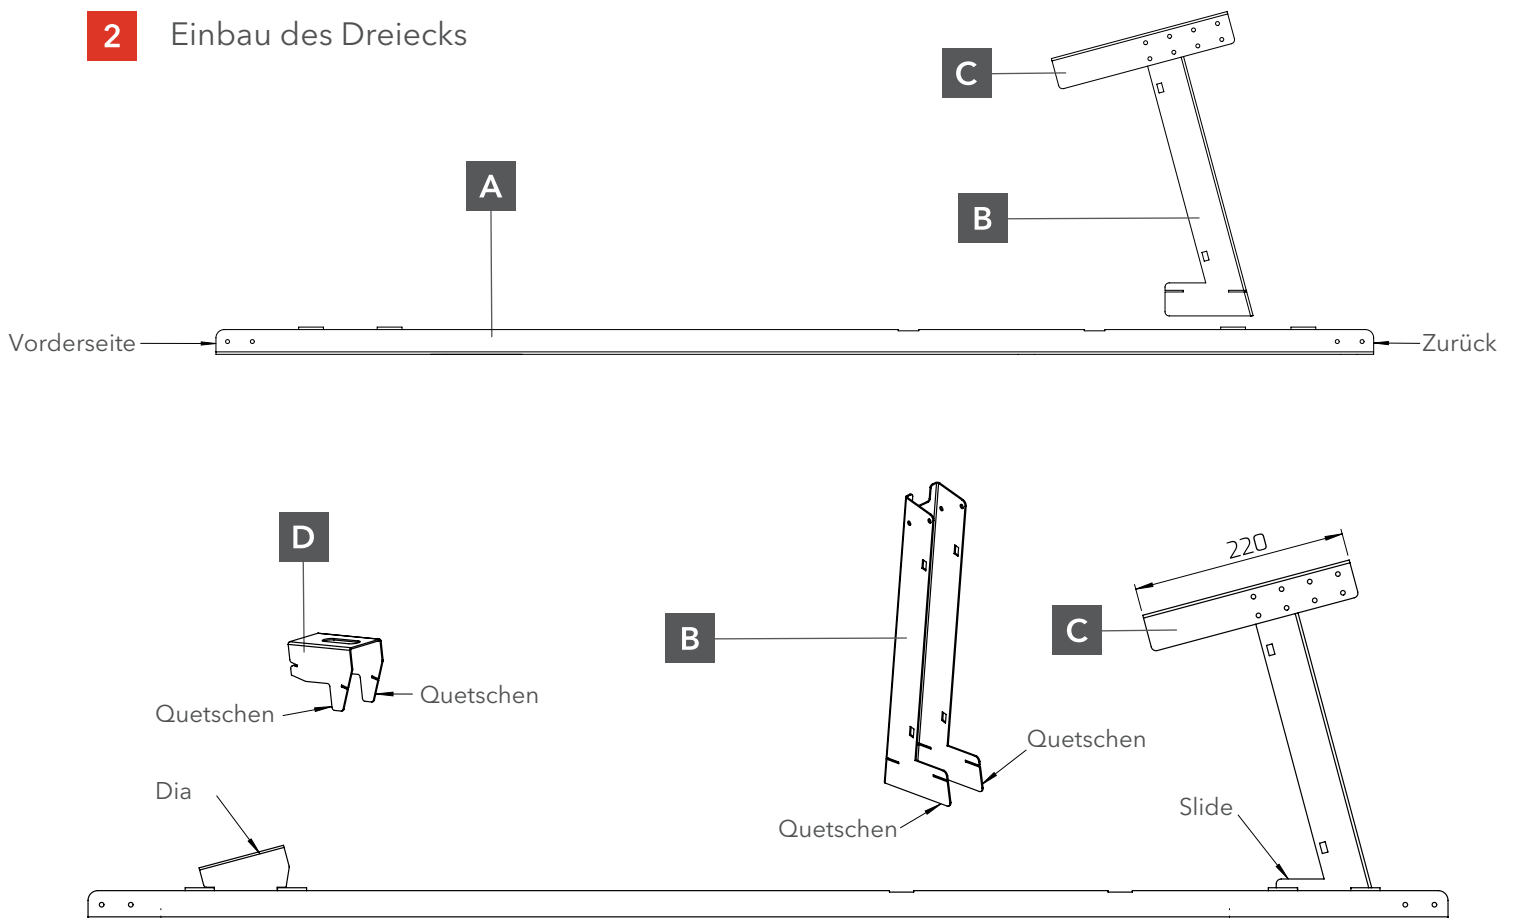 2 Einbau des Dreiecks
C
A
B
Vorderseite
Zurück
D
220
B
C
Quetschen
Quetschen
Quetschen
Dia
Slide
Quetschen